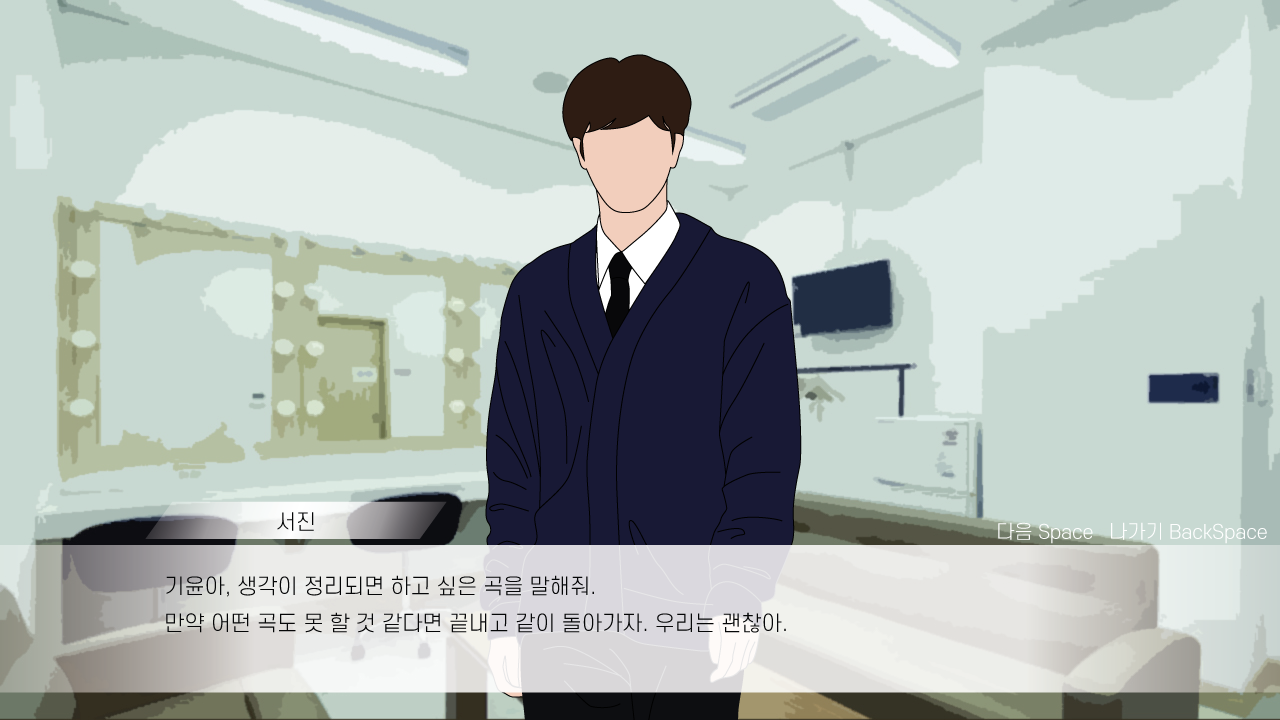 서진
다음 Space 나가기 BackSpace
기윤아, 생각이 정리되면 하고 싶은 곡을 말해줘.
만약 어떤 곡도 못 할 것 같다면 끝내고 같이 돌아가자. 우리는 괜찮아.